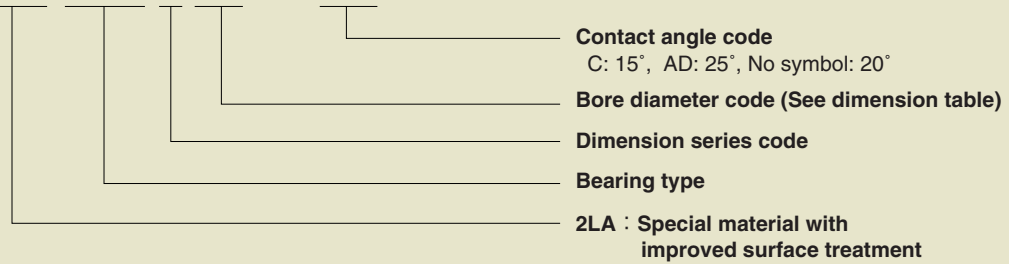 Contact angle code
C: 15˚, AD: 25˚, No symbol: 20˚
Bore diameter code (See dimension table)
Dimension series code
Bearing type
2LA：Special material with
improved surface treatment